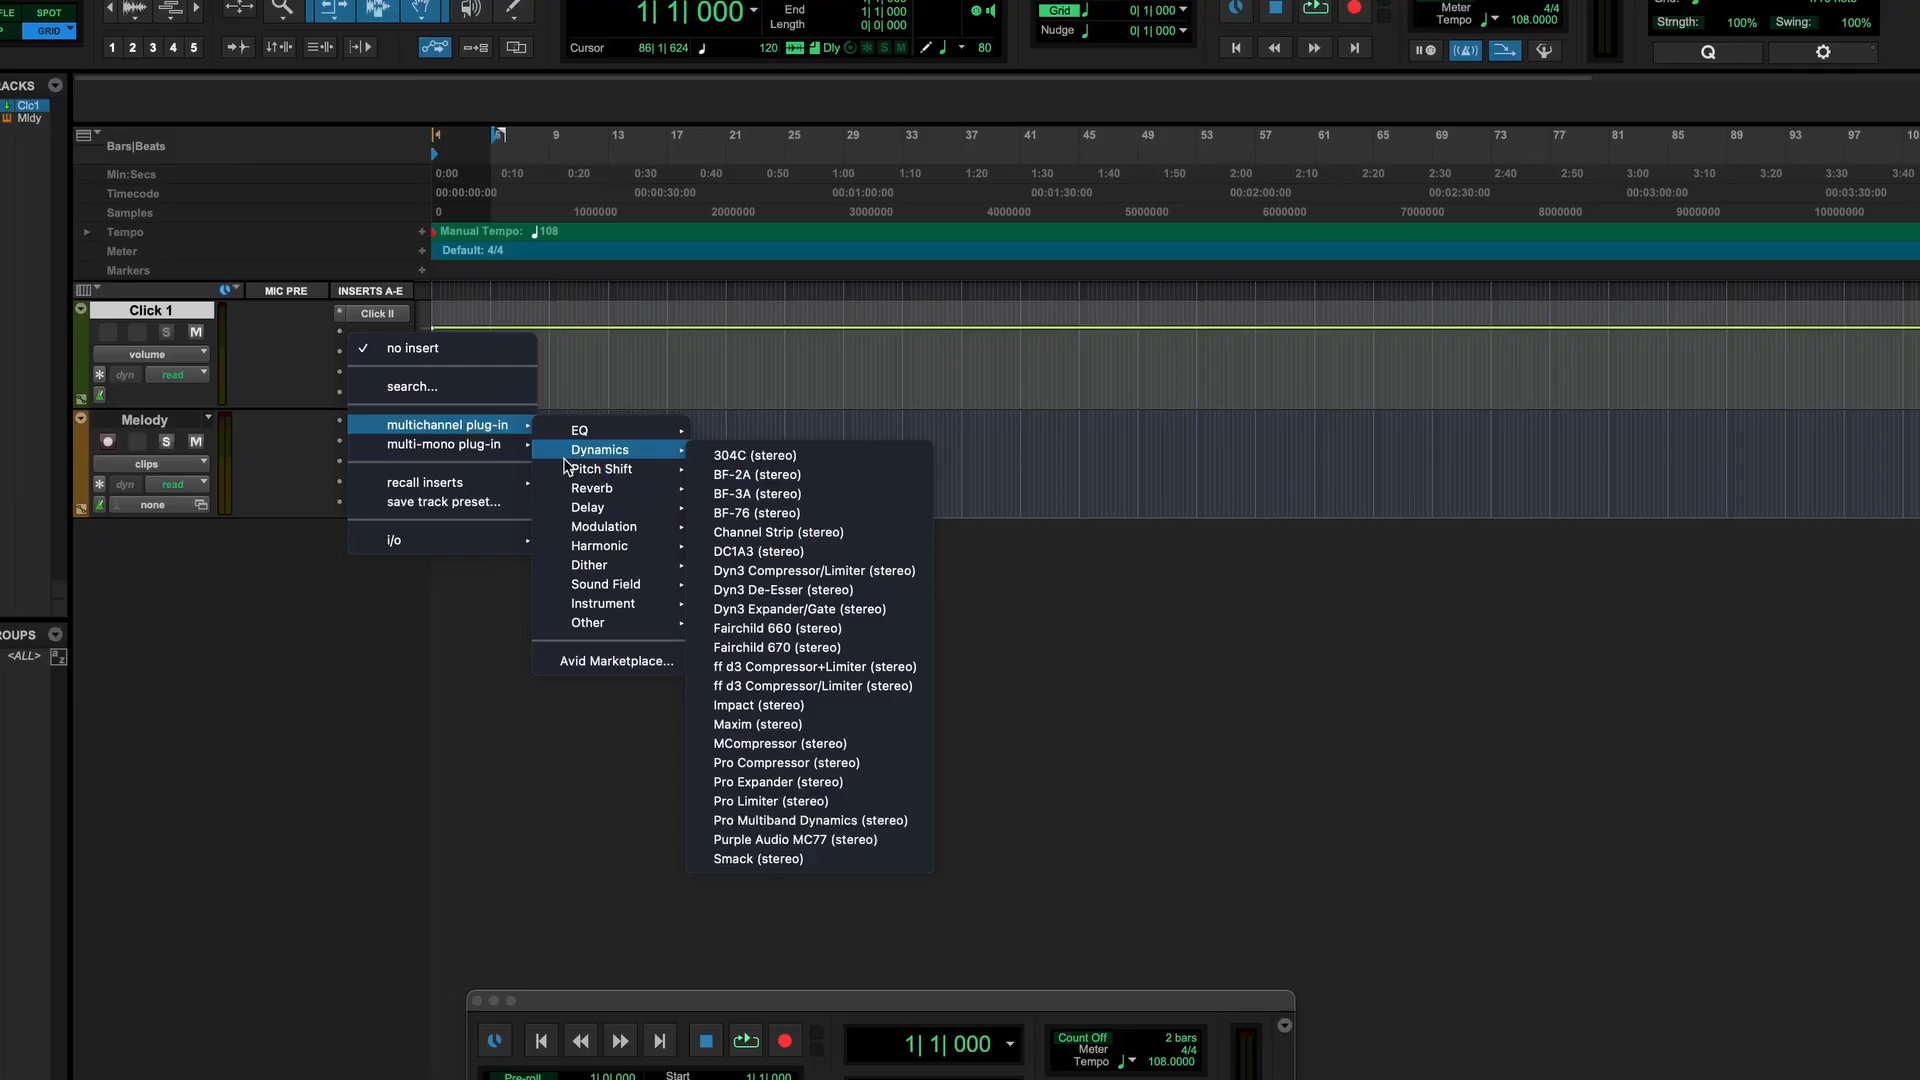 SPOT
GRID
1 2 3 4 5
1| 1| 000
End 1| 1| 000
Length 0| 0| 000
Cursor 86| 1| 624 120 Dly S M 80
Grid 0| 1| 000
Nudge 0| 1| 000
Meter 4/4
Tempo 108.0000
Strngth: 100% Swing: 100%
Q
Clc1
Mldy
Bars|Beats
9 13 17 21 25 29 33 37 41 45 49 53 57 61 65 69 73 77 81 85 89 93 97
Min:Secs
0:00 0:10 0:20 0:30 0:40 0:50 1:00 1:10 1:20 1:30 1:40 1:50 2:00 2:10 2:20 2:30 2:40 2:50 3:00 3:10 3:20 3:30 3:40
Timecode
00:00:00:00 00:00:30:00 00:01:00:00 00:01:30:00 00:02:00:00 00:02:30:00 00:03:00:00 00:03:30:00
Samples
0 1000000 2000000 3000000 4000000 5000000 6000000 7000000 8000000 9000000 10000000
Tempo + Manual Tempo: 108
Meter + Default: 4/4
Markers +
MIC PRE INSERTS A-E
Click 1
Click II
S M
volume
dyn read
Melody
S M
clips
dyn read
none
<ALL>
✓ no insert
search...
multichannel plug-in
multi-mono plug-in
recall inserts
save track preset...
i/o
EQ
Dynamics
Pitch Shift
Reverb
Delay
Modulation
Harmonic
Dither
Sound Field
Instrument
Other
Avid Marketplace...
304C (stereo)
BF-2A (stereo)
BF-3A (stereo)
BF-76 (stereo)
Channel Strip (stereo)
DC1A3 (stereo)
Dyn3 Compressor/Limiter (stereo)
Dyn3 De-Esser (stereo)
Dyn3 Expander/Gate (stereo)
Fairchild 660 (stereo)
Fairchild 670 (stereo)
ff d3 Compressor+Limiter (stereo)
ff d3 Compressor/Limiter (stereo)
Impact (stereo)
Maxim (stereo)
MCompressor (stereo)
Pro Compressor (stereo)
Pro Expander (stereo)
Pro Limiter (stereo)
Pro Multiband Dynamics (stereo)
Purple Audio MC77 (stereo)
Smack (stereo)
1| 1| 000
Count Off 2 bars
Meter 4/4
Tempo 108.0000
Pre-roll 1| 0| 000 Start 1| 1| 000